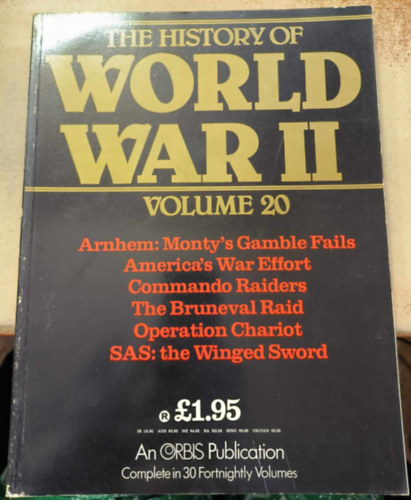 THE HISTORY OF
WORLD
WAR II
VOLUME 20
Arnhem: Monty's Gamble Fails
America's War Effort
Commando Raiders
The Bruneval Raid
Operation Chariot
SAS: the Winged Sword
® £1.95
An ORBIS Publication
Complete in 30 Fortnightly Volumes